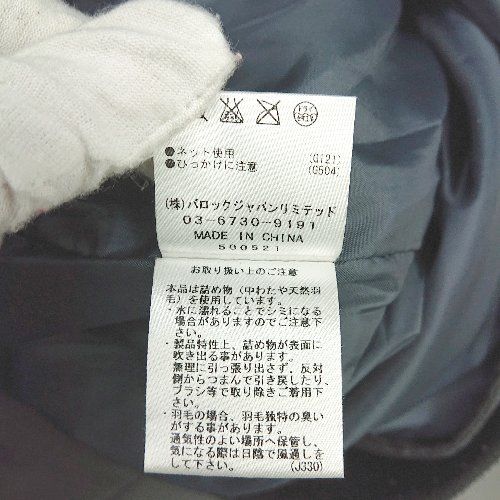 ●ネット使用 (G121)
●ひっかけに注意 (G504)
(株)バロックジャパンリミテッド
03-6730-9191
MADE IN CHINA
500521
お取り扱い上のご注意
本品は詰め物(中わたや天然羽
毛)を使用しています。
・水に濡れることでシミになる
場合がありますのでご注意下
さい。
・製品特性上、詰め物が表面に
吹き出る事があります。
無理に引っ張り出さず、反対
側からつまんで引き戻したり、
ブラシ等で取り除きご着用下
さい。
・羽毛の場合、羽毛独特の臭い
がする事があります。
通気性のよい場所へ保管し、
気になる際は日陰で風通しを
して下さい。 (J330)